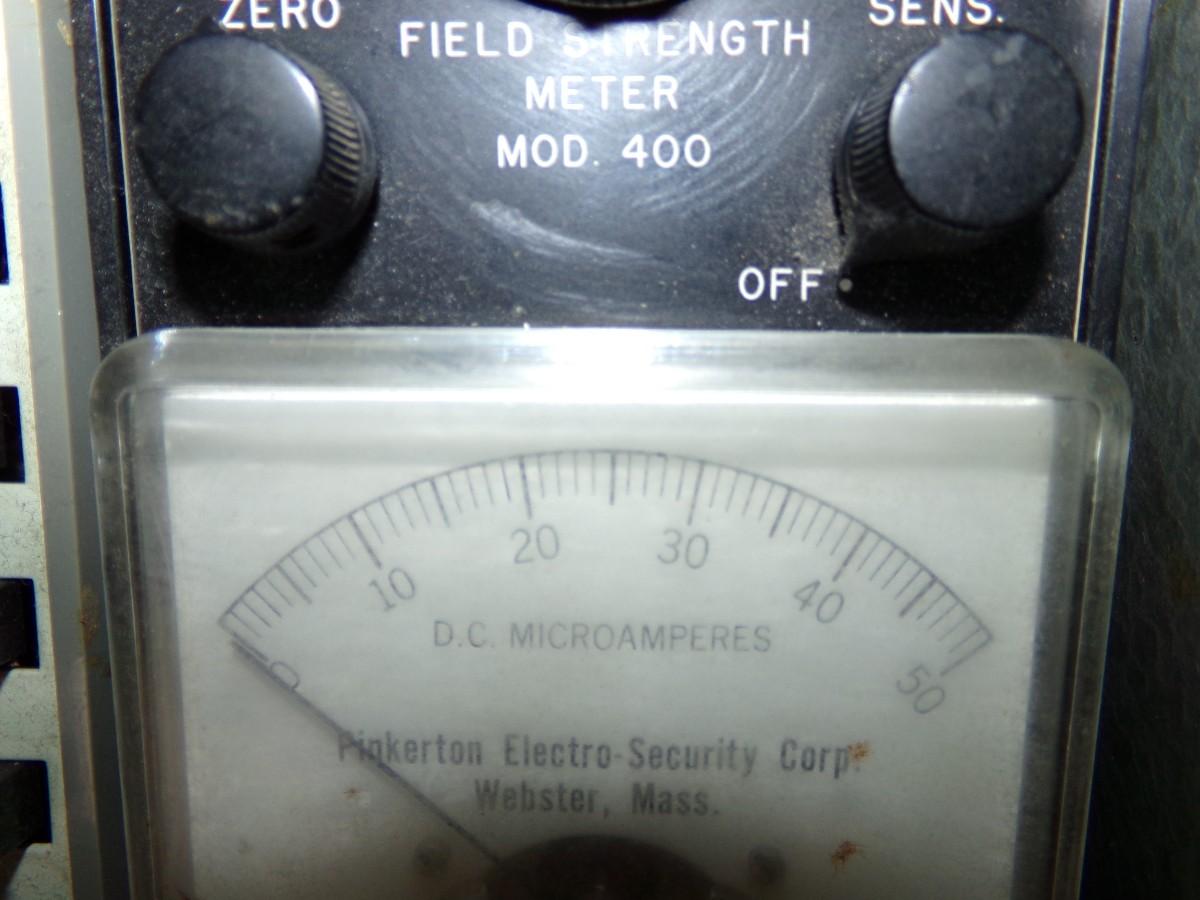 ZERO
SENS.
FIELD STRENGTH
METER
MOD. 400
OFF
0 10 20 30 40 50
D.C. MICROAMPERES
Pinkerton Electro-Security Corp.
Webster, Mass.